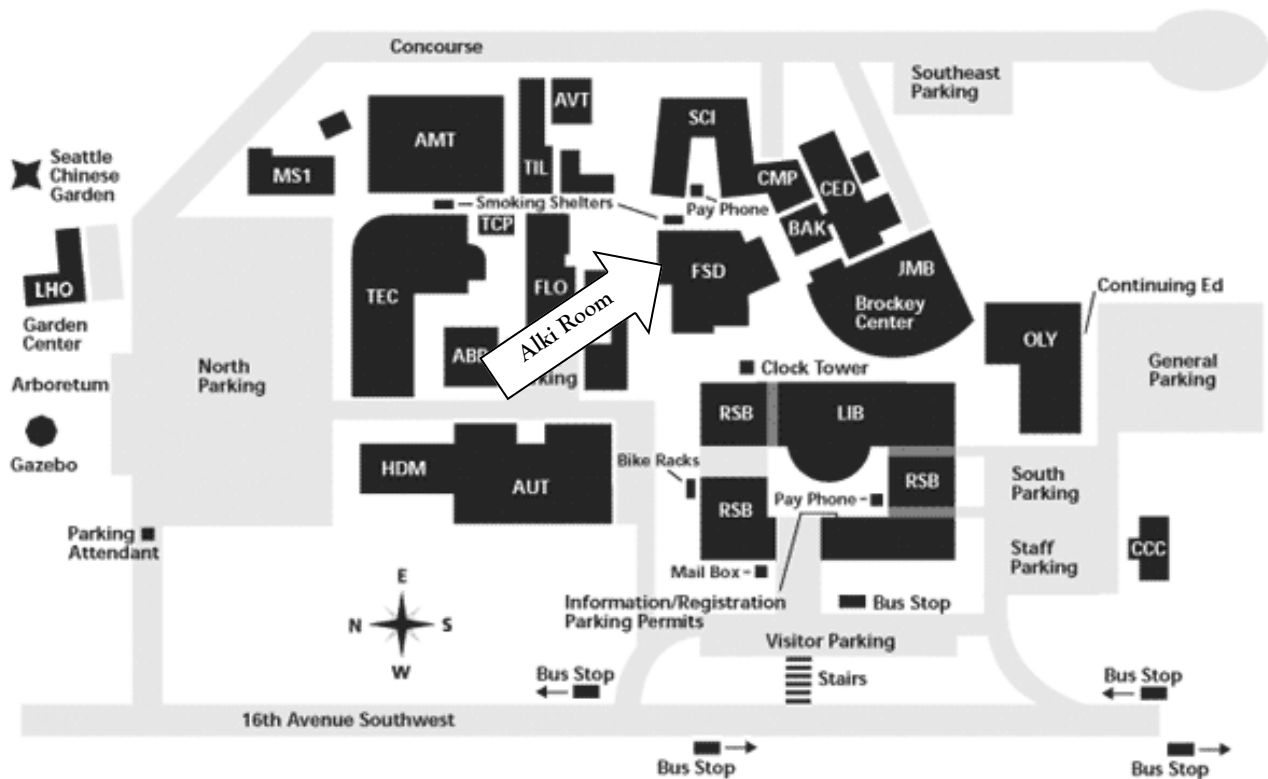 Concourse
Southeast
Parking
AVT
SCI
AMT
TIL
Seattle
Chinese
Garden
MS1
CMP
CED
Smoking Shelters
Pay Phone
TCP
BAK
LHO
TEC
FLO
FSD
JMB
Brockey
Center
Continuing Ed
Alki Room
Garden
Center
OLY
North
Parking
ABB
General
Parking
Arboretum
Clock Tower
RSB
LIB
Gazebo
HDM
AUT
Bike Racks
RSB
Pay Phone
RSB
South
Parking
Parking
Attendant
Staff
Parking
CCC
Mail Box
E
N
S
W
Information/Registration
Parking Permits
Bus Stop
Visitor Parking
Bus Stop
Stairs
Bus Stop
16th Avenue Southwest
Bus Stop
Bus Stop